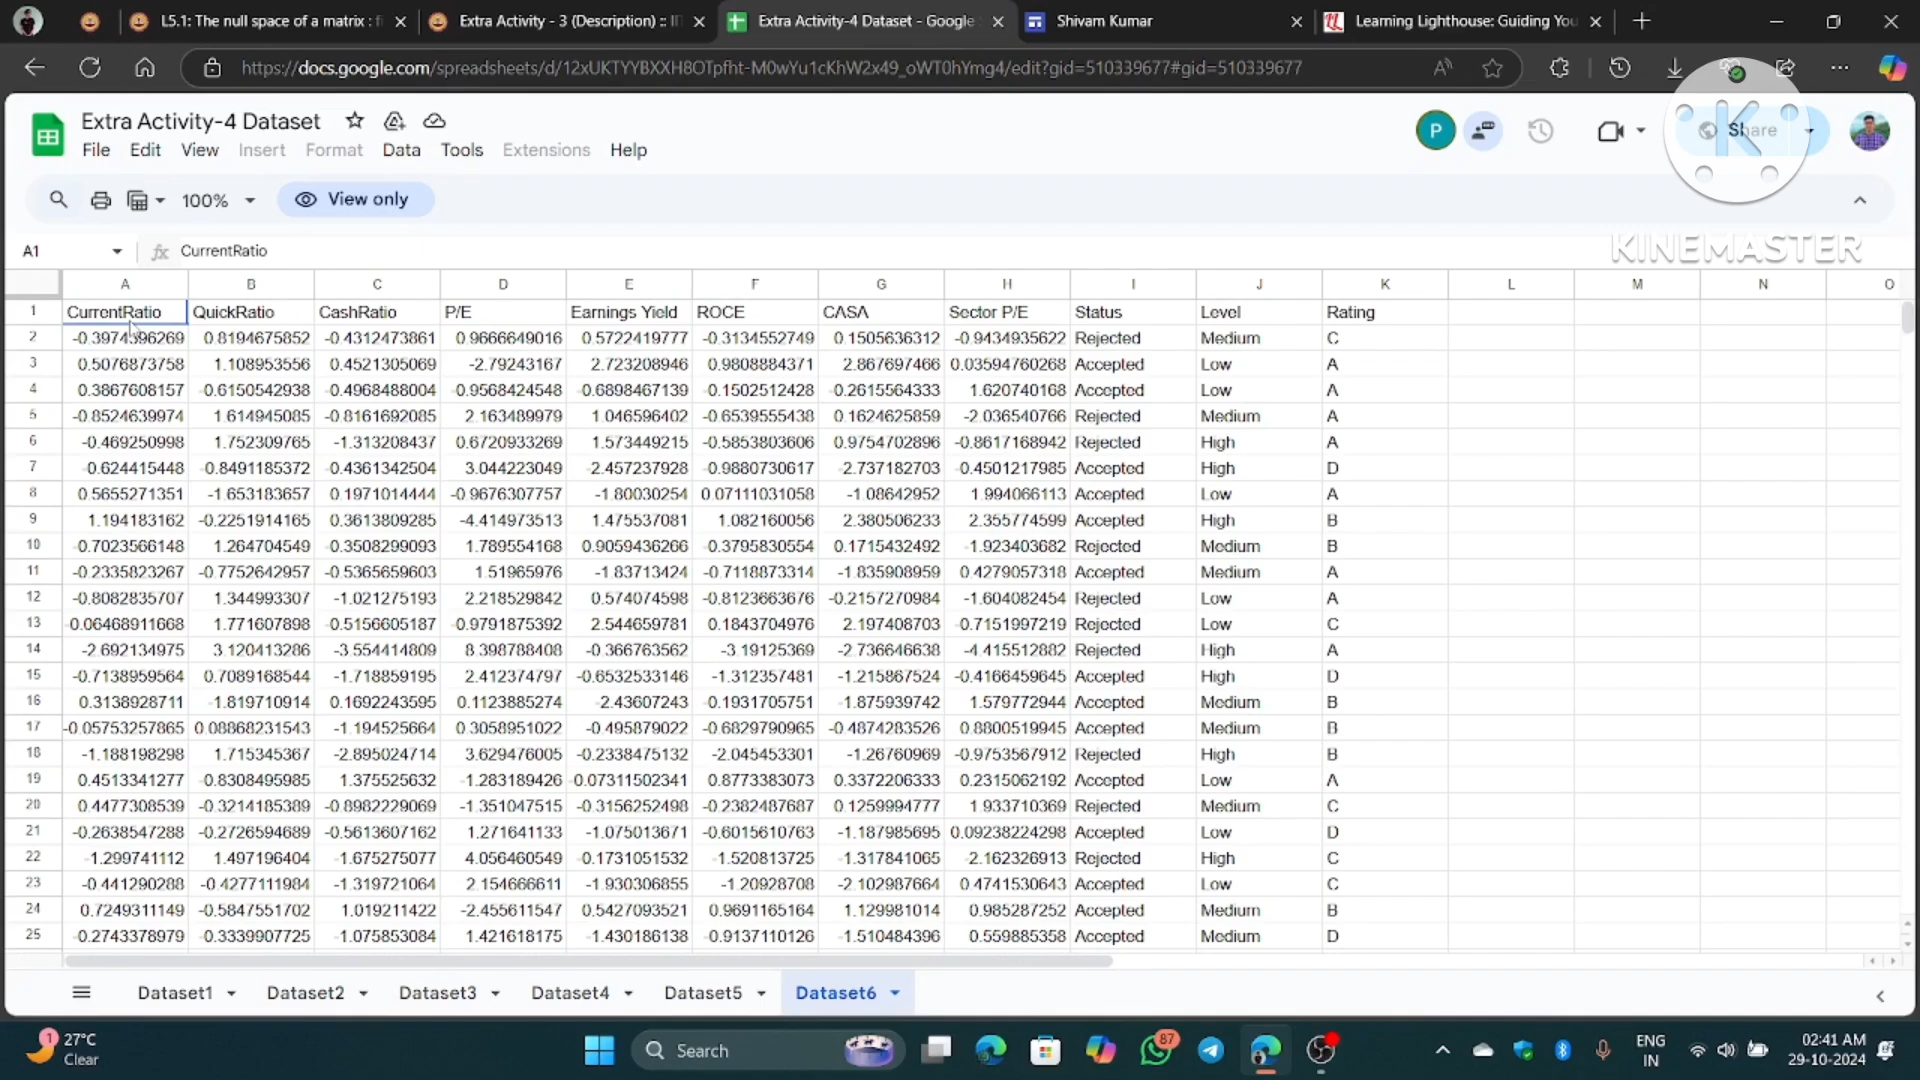 L5.1: The null space of a matrix : fi
Extra Activity - 3 (Description) :: II
Extra Activity-4 Dataset - Google
Shivam Kumar
Learning Lighthouse: Guiding You
https://docs.google.com/spreadsheets/d/12xUKTYYBXXH8OTpfht-M0wYu1cKhW2x49_oWT0hYmg4/edit?gid=510339677#gid=510339677
Extra Activity-4 Dataset
P
Share
K
File Edit View Insert Format Data Tools Extensions Help
100% View only
KINEMASTER
A1 fx CurrentRatio
A B C D E F G H I J K L M N O
1 CurrentRatio QuickRatio CashRatio P/E Earnings Yield ROCE CASA Sector P/E Status Level Rating
2 -0.3974396269 0.8194675852 -0.4312473861 0.9666649016 0.5722419777 -0.3134552749 0.1505636312 -0.9434935622 Rejected Medium C
3 0.5076873758 1.108953556 0.4521305069 -2.79243167 2.723208946 0.9808884371 2.867697466 0.03594760268 Accepted Low A
4 0.3867608157 -0.6150542938 -0.4968488004 -0.9568424548 -0.6898467139 -0.1502512428 -0.2615564333 1.620740168 Accepted Low A
5 -0.8524639974 1.614945085 -0.8161692085 2.163489979 1.046596402 -0.6539555438 0.1624625859 -2.036540766 Rejected Medium A
6 -0.469250998 1.752309765 -1.313208437 0.6720933269 1.573449215 -0.5853803606 0.9754702896 -0.8617168942 Rejected High A
7 -0.624415448 -0.8491185372 -0.4361342504 3.044223049 -2.457237928 -0.9880730617 -2.737182703 -0.4501217985 Accepted High D
8 0.5655271351 -1.653183657 0.1971014444 -0.9676307757 -1.80030254 0.07111031058 -1.08642952 1.994066113 Accepted Low A
9 1.194183162 -0.2251914165 0.3613809285 -4.414973513 1.475537081 1.082160056 2.380506233 2.355774599 Accepted High B
10 -0.7023566148 1.264704549 -0.3508299093 1.789554168 0.9059436266 -0.3795830554 0.1715432492 -1.923403682 Rejected Medium B
11 -0.2335823267 -0.7752642957 -0.5365659603 1.51965976 -1.83713424 -0.7118873314 -1.835908959 0.4279057318 Accepted Medium A
12 -0.8082835707 1.344993307 -1.021275193 2.218529842 0.574074598 -0.8123663676 -0.2157270984 -1.604082454 Rejected Low A
13 -0.06468911668 1.771607898 -0.5156605187 -0.9791875392 2.544659781 0.1843704976 2.197408703 -0.7151997219 Rejected Low C
14 -2.692134975 3.120413286 -3.554414809 8.398788408 -0.366763562 -3.19125369 -2.736646638 -4.415512882 Rejected High A
15 -0.7138959564 0.7089168544 -1.718859195 2.412374797 -0.6532533146 -1.312357481 -1.215867524 -0.4166459645 Accepted High D
16 0.3138928711 -1.819710914 0.1692243595 0.1123885274 -2.43607243 -0.1931705751 -1.875939742 1.579772944 Accepted Medium B
17 -0.05753257865 0.08868231543 -1.194525664 0.3058951022 -0.495879022 -0.6829790965 -0.4874283526 0.8800519945 Accepted Medium B
18 -1.188198298 1.715345367 -2.895024714 3.629476005 -0.2338475132 -2.045453301 -1.26760969 -0.9753567912 Rejected High B
19 0.4513341277 -0.8308495985 1.375525632 -1.283189426 -0.07311502341 0.8773383073 0.3372206333 0.2315062192 Accepted Low A
20 0.4477308539 -0.3214185389 -0.8982229069 -1.351047515 -0.3156252498 -0.2382487687 0.1259994777 1.933710369 Rejected Medium C
21 -0.2638547288 -0.2726594689 -0.5613607162 1.271641133 -1.075013671 -0.6015610763 -1.187985695 0.09238224298 Accepted Low D
22 -1.299741112 1.497196404 -1.675275077 4.056460549 -0.1731051532 -1.520813725 -1.317841065 -2.162326913 Rejected High C
23 -0.441290288 -0.4277111984 -1.319721064 2.154666611 -1.930306855 -1.20928708 -2.102987664 0.4741530643 Accepted Low C
24 0.7249311149 -0.5847551702 1.019211422 -2.455611547 0.5427093521 0.9691165164 1.129981014 0.985287252 Accepted Medium B
25 -0.2743378979 -0.3339907725 -1.075853084 1.421618175 -1.430186138 -0.9137110126 -1.510484396 0.559885358 Accepted Medium D
Dataset1 Dataset2 Dataset3 Dataset4 Dataset5 Dataset6
1 27°C
Clear
Search
87
ENG
IN
02:41 AM
29-10-2024